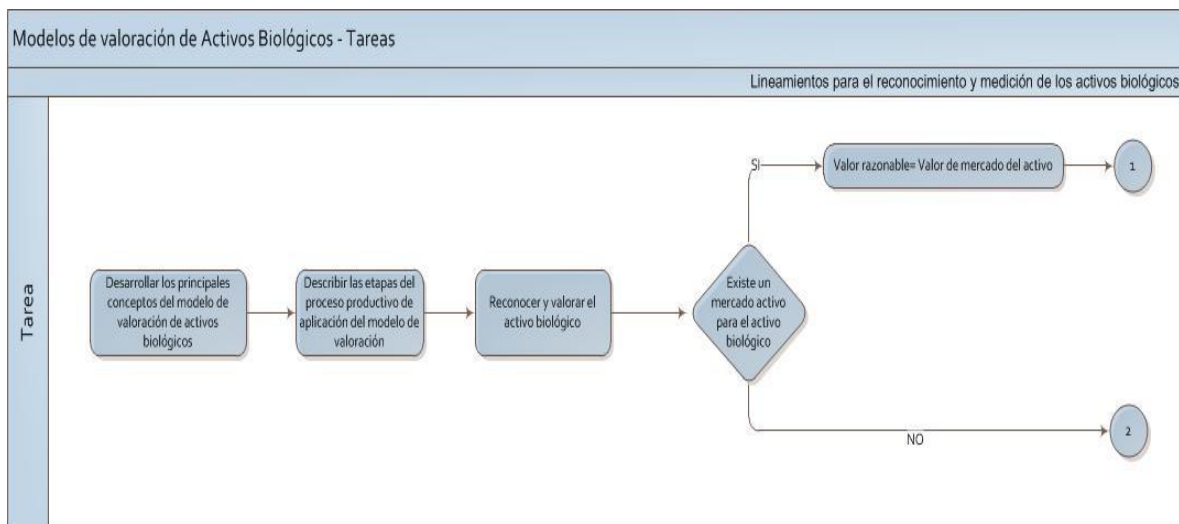 Modelos de valoración de Activos Biológicos - Tareas
Lineamientos para el reconocimiento y medición de los activos biológicos
Tarea
Desarrollar los principales
conceptos del modelo de
valoración de activos
biológicos
Describir las etapas del
proceso productivo de
aplicación del modelo de
valoración
Reconocer y valorar el
activo biológico
Existe un
mercado activo
para el activo
biológico
SI
Valor razonable= Valor de mercado del activo
1
NO
2